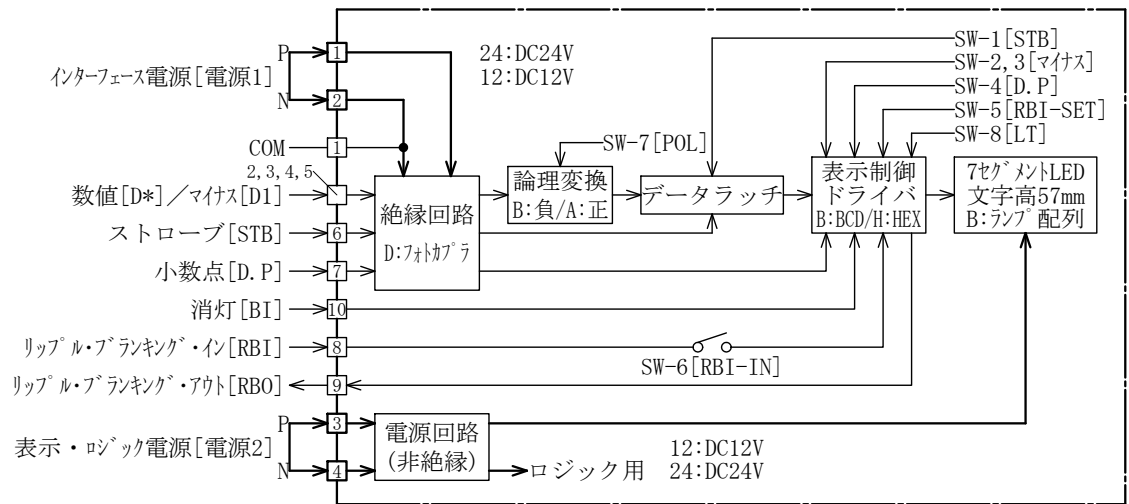 P
1
24:DC24V
12:DC12V
インターフェース電源[電源1]
N
2
SW-1[STB]
SW-2,3[マイナス]
SW-4[D.P]
SW-5[RBI-SET]
SW-8[LT]
COM
1
SW-7[POL]
2,3,4,5
数値[D*]/マイナス[D1]
絶縁回路
D:フォトカプラ
論理変換
B:負/A:正
データラッチ
表示制御
ドライバ
B:BCD/H:HEX
7セグメントLED
文字高57mm
B:ランプ配列
ストローブ[STB]
6
小数点[D.P]
7
消灯[BI]
10
リップル・ブランキング・イン[RBI]
8
SW-6[RBI-IN]
リップル・ブランキング・アウト[RBO]
9
P
3
表示・ロジック電源[電源2]
電源回路
(非絶縁)
12:DC12V
24:DC24V
N
4
ロジック用